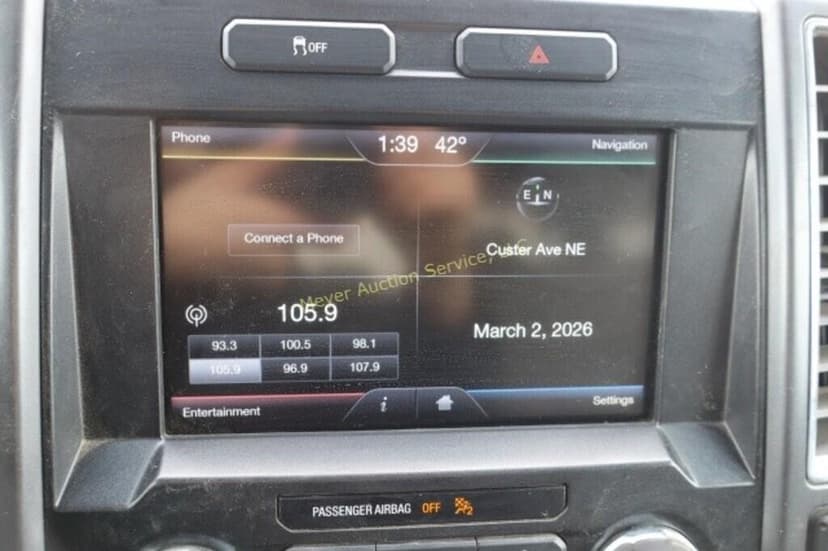 OFF
Phone
1:39 42°
Navigation
E N
Connect a Phone
Custer Ave NE
Meyer Auction Service,
105.9
March 2, 2026
93.3 100.5 98.1
105.9 96.9 107.9
Entertainment
i
Settings
PASSENGER AIRBAG OFF
2